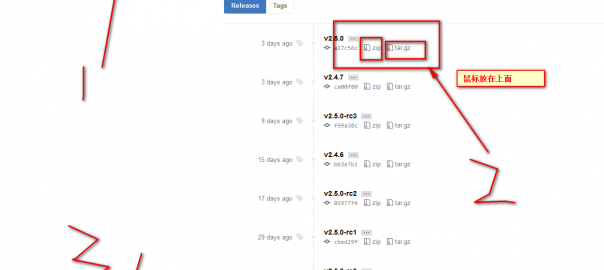 Releases Tags
v2.5.0 ...
3 days ago a17c56c zip tar.gz
鼠标放在上面
v2.4.7 ...
3 days ago ca00f80 zip tar.gz
v2.5.0-rc3 ...
9 days ago f99a38c zip tar.gz
v2.4.6 ...
15 days ago bb3e7b1 zip tar.gz
2
v2.5.0-rc2 ...
17 days ago 01977f4 zip tar.gz
v2.5.0-rc1 ...
29 days ago cbed29f zip tar.gz